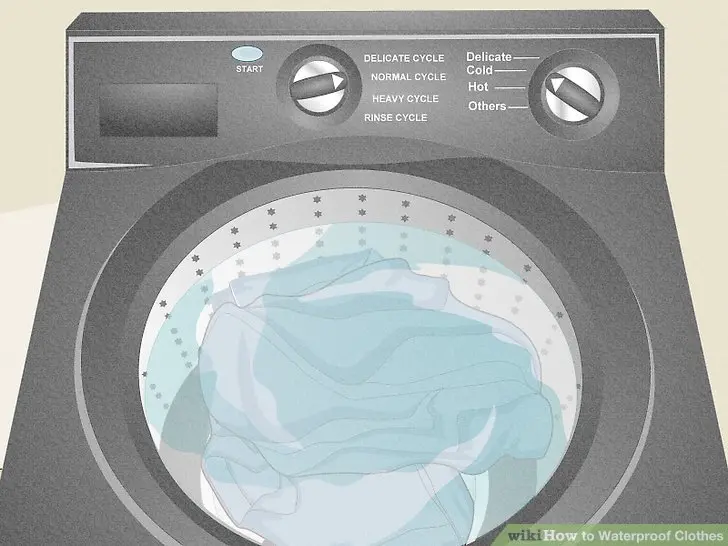 START
DELICATE CYCLE
NORMAL CYCLE
HEAVY CYCLE
RINSE CYCLE
Delicate
Cold
Hot
Others
wikiHow to Waterproof Clothes